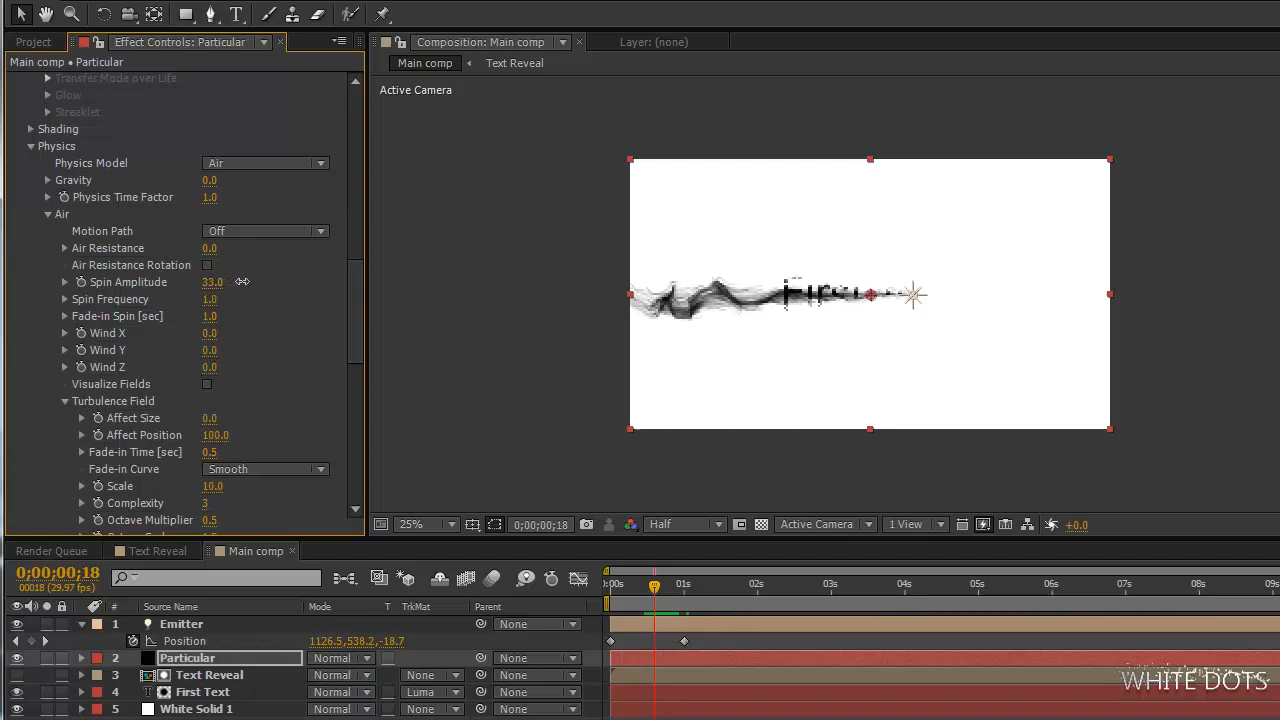 Project
Effect Controls: Particular
Composition: Main comp
Layer: (none)
Main comp • Particular
Main comp
Text Reveal
Active Camera
Transfer Mode over Life
Glow
Streaklet
Shading
Physics
Physics Model Air
Gravity 0.0
Physics Time Factor 1.0
Air
Motion Path Off
Air Resistance 0.0
Air Resistance Rotation
Spin Amplitude 33.0
Spin Frequency 1.0
Fade-in Spin [sec] 1.0
Wind X 0.0
Wind Y 0.0
Wind Z 0.0
Visualize Fields
Turbulence Field
Affect Size 0.0
Affect Position 100.0
Fade-in Time [sec] 0.5
Fade-in Curve Smooth
Scale 10.0
Complexity 3
Octave Multiplier 0.5
25% 0;00;00;18 Half Active Camera 1 View +0.0
Render Queue Text Reveal Main comp
0;00;00;18
00018 (29.97 fps)
0:00s 01s 02s 03s 04s 05s 06s 07s 08s 09s
# Source Name Mode T TrkMat Parent
1 Emitter None
Position 1126.5,538.2,-18.7
2 Particular Normal None
3 Text Reveal Normal None None
4 First Text Normal Luma None
5 White Solid 1 Normal None None
WHITE DOTS